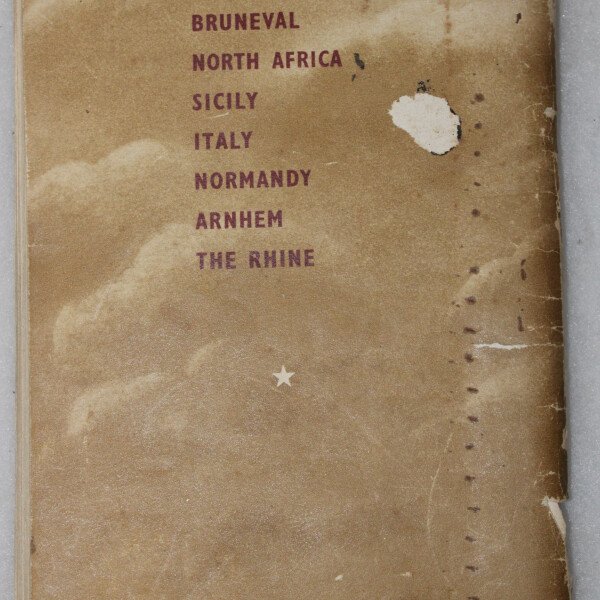 BRUNEVAL
NORTH AFRICA
SICILY
ITALY
NORMANDY
ARNHEM
THE RHINE